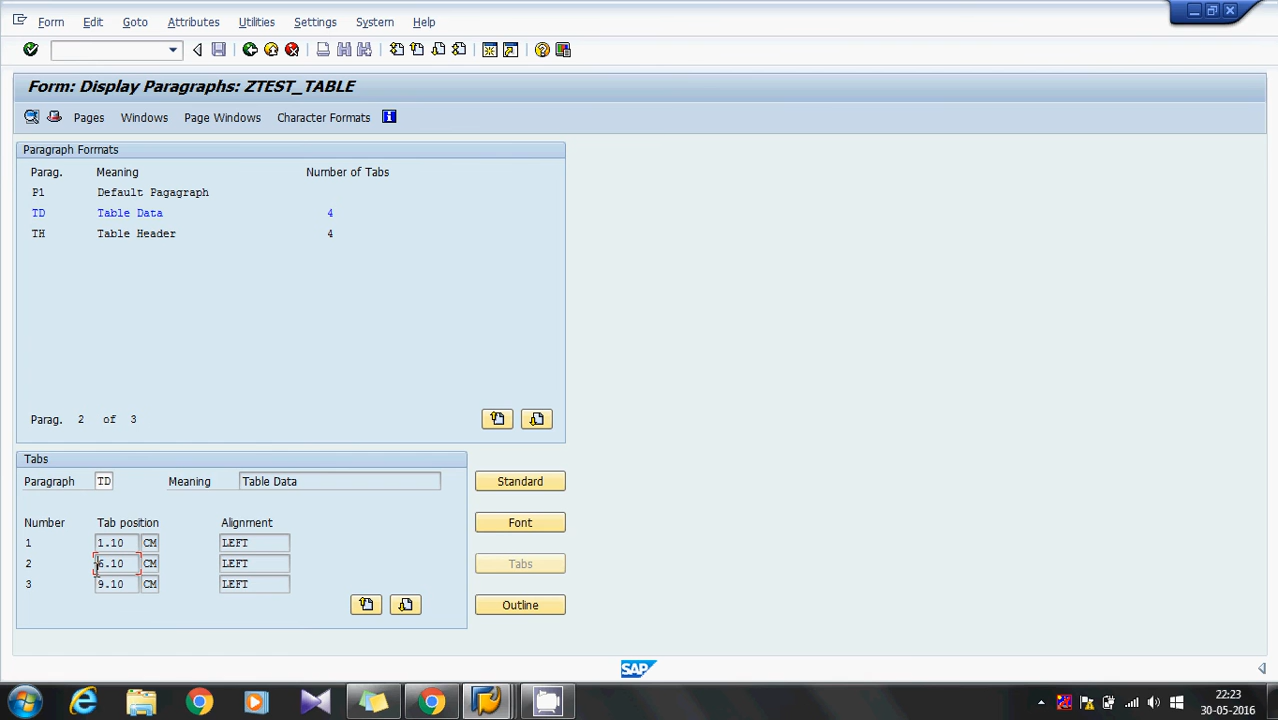 Form Edit Goto Attributes Utilities Settings System Help
Form: Display Paragraphs: ZTEST_TABLE
Pages Windows Page Windows Character Formats
Paragraph Formats
Parag. Meaning Number of Tabs
P1 Default Pagagraph
TD Table Data 4
TH Table Header 4
Parag. 2 of 3
Tabs
Paragraph TD Meaning Table Data
Standard
Number Tab position Alignment
Font
1 1.10 CM LEFT
2 6.10 CM LEFT
Tabs
3 9.10 CM LEFT
Outline
SAP
22:23
30-05-2016